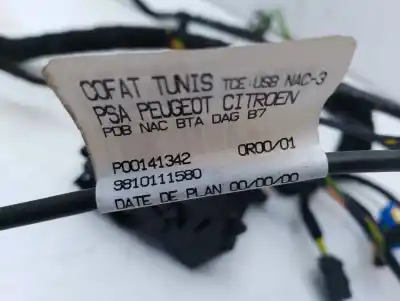 COFAT TUNIS TCE-USB NAC-3
PSA PEUGEOT CITROEN
PDB NAC BTA DAG B7
P00141342 0R00/01
9810111580
DATE DE PLAN 00/00/00